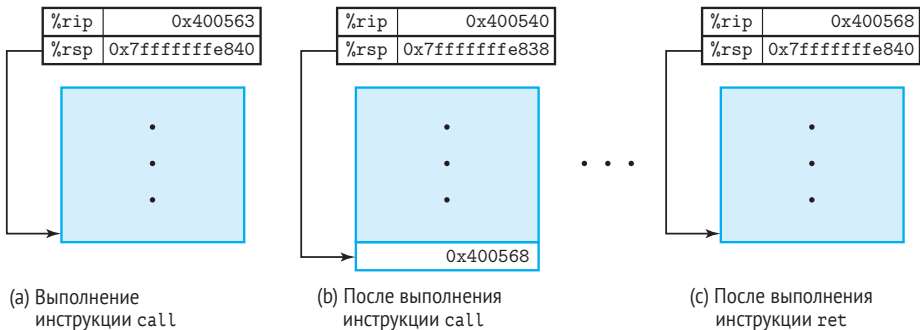 %rip 0x400563
%rsp 0x7fffffffe840
%rip 0x400540
%rsp 0x7fffffffe838
%rip 0x400568
%rsp 0x7fffffffe840
0x400568
(a) Выполнение
инструкции call
(b) После выполнения
инструкции call
(c) После выполнения
инструкции ret